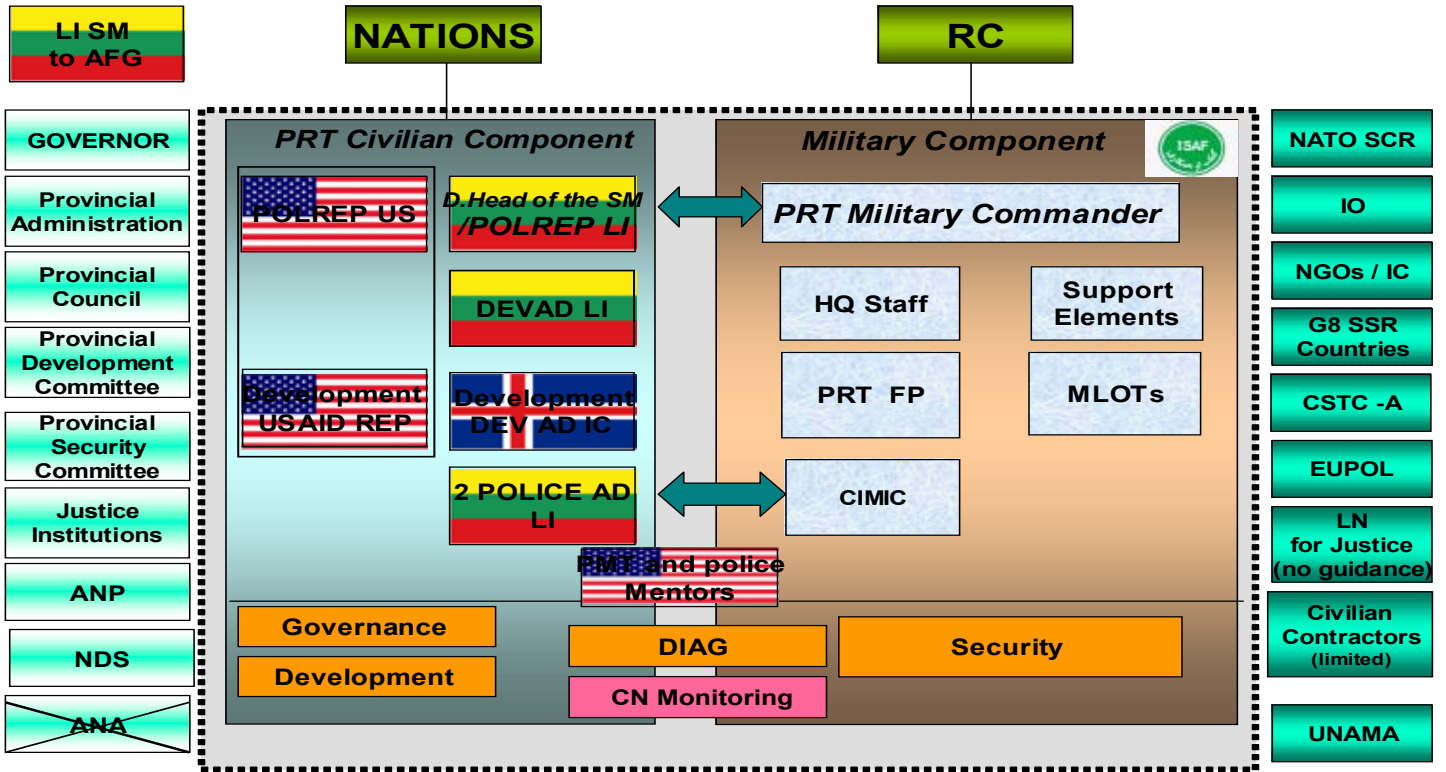 LI SM
to AFG
NATIONS
RC
GOVERNOR
Provincial
Administration
Provincial
Council
Provincial
Development
Committee
Provincial
Security
Committee
Justice
Institutions
ANP
NDS
ANA
PRT Civilian Component
POLREP US
D.Head of the SM
/POLREP LI
DEVAD LI
Development
USAID REP
Development
DEV AD IC
2 POLICE AD
LI
PMT and police
Mentors
Governance
Development
DIAG
CN Monitoring
Military Component
ISAF
PRT Military Commander
HQ Staff
Support
Elements
PRT FP
MLOTs
CIMIC
Security
NATO SCR
IO
NGOs / IC
G8 SSR
Countries
CSTC -A
EUPOL
LN
for Justice
(no guidance)
Civilian
Contractors
(limited)
UNAMA